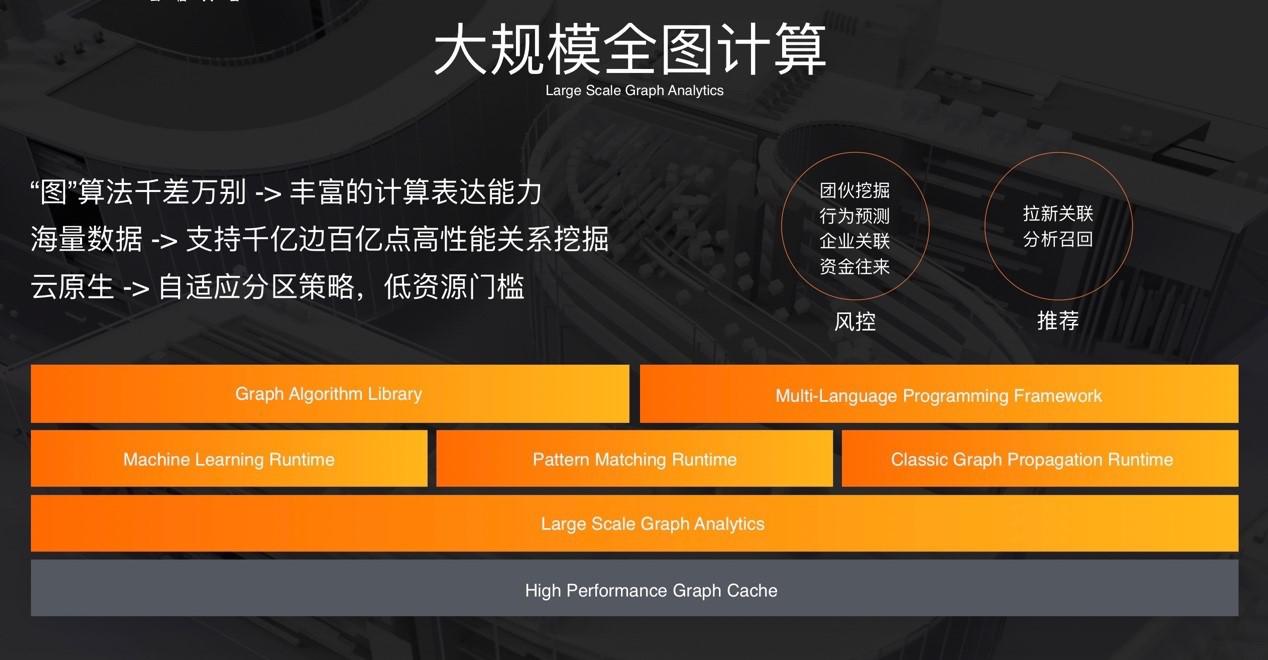 大规模全图计算
Large Scale Graph Analytics
“图”算法千差万别 -> 丰富的计算表达能力
海量数据 -> 支持千亿边百亿点高性能关系挖掘
云原生 -> 自适应分区策略，低资源门槛
团伙挖掘
行为预测
企业关联
资金往来
风控
拉新关联
分析召回
推荐
Graph Algorithm Library
Multi-Language Programming Framework
Machine Learning Runtime
Pattern Matching Runtime
Classic Graph Propagation Runtime
Large Scale Graph Analytics
High Performance Graph Cache